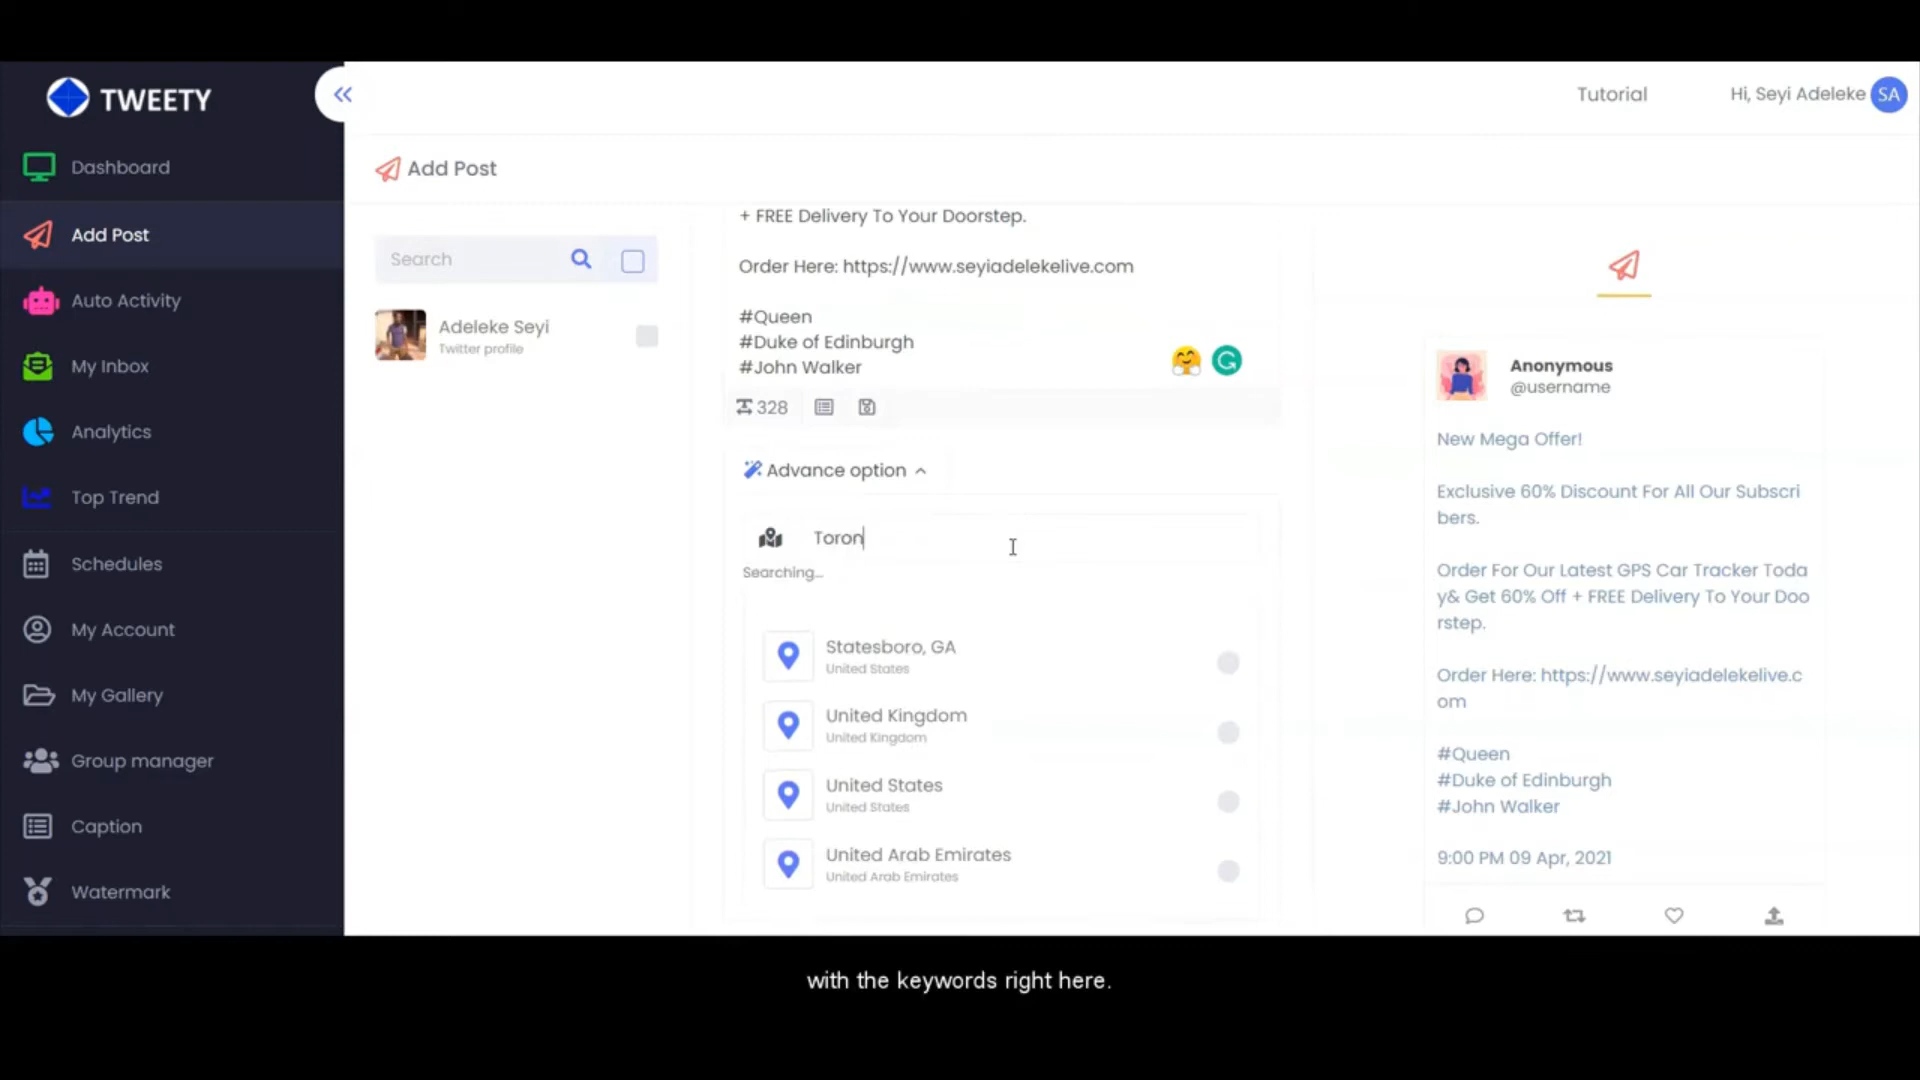 TWEETY
Tutorial
Hi, Seyi Adeleke
SA
Dashboard
Add Post
Auto Activity
My Inbox
Analytics
Top Trend
Schedules
My Account
My Gallery
Group manager
Caption
Watermark
Add Post
Search
Adeleke Seyi
Twitter profile
+ FREE Delivery To Your Doorstep.
Order Here: https://www.seyiadelekelive.com
#Queen
#Duke of Edinburgh
#John Walker
328
Advance option
Toron
Searching...
Statesboro, GA
United States
United Kingdom
United Kingdom
United States
United States
United Arab Emirates
United Arab Emirates
Anonymous
@username
New Mega Offer!
Exclusive 60% Discount For All Our Subscri
bers.
Order For Our Latest GPS Car Tracker Toda
y& Get 60% Off + FREE Delivery To Your Doo
rstep.
Order Here: https://www.seyiadelekelive.c
om
#Queen
#Duke of Edinburgh
#John Walker
9:00 PM 09 Apr, 2021
with the keywords right here.